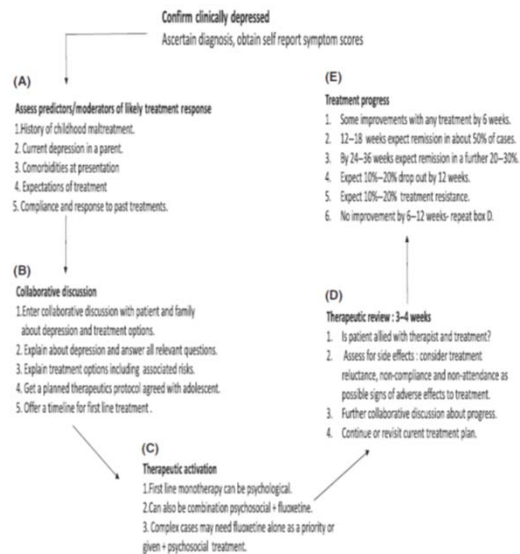 Confirm clinically depressed
Ascertain diagnosis, obtain self report symptom scores
(A)
Assess predictors/moderators of likely treatment response
1.History of childhood maltreatment.
2. Current depression in a parent.
3. Comorbidities at presentation
4. Expectations of treatment
5. Compliance and response to past treatments.
(B)
Collaborative discussion
1.Enter collaborative discussion with patient and family
about depression and treatment options.
2. Explain about depression and answer all relevant questions.
3. Explain treatment options including associated risks.
4. Get a planned therapeutics protocol agreed with adolescent.
5. Offer a timeline for first line treatment .
(C)
Therapeutic activation
1.First line monotherapy can be psychological.
2.Can also be combination psychosocial + fluoxetine.
3. Complex cases may need fluoxetine alone as a priority or
given + psychosocial treatment.
(D)
Therapeutic review : 3–4 weeks
1. Is patient allied with therapist and treatment?
2. Assess for side effects : consider treatment
reluctance, non-compliance and non-attendance as
possible signs of adverse effects to treatment.
3. Further collaborative discussion about progress.
4. Continue or revisit curent treatment plan.
(E)
Treatment progress
1. Some improvements with any treatment by 6 weeks.
2. 12–18 weeks expect remission in about 50% of cases.
3. By 24–36 weeks expect remission in a further 20–30%.
4. Expect 10%–20% drop out by 12 weeks.
5. Expect 10%–20% treatment resistance.
6. No improvement by 6–12 weeks- repeat box D.